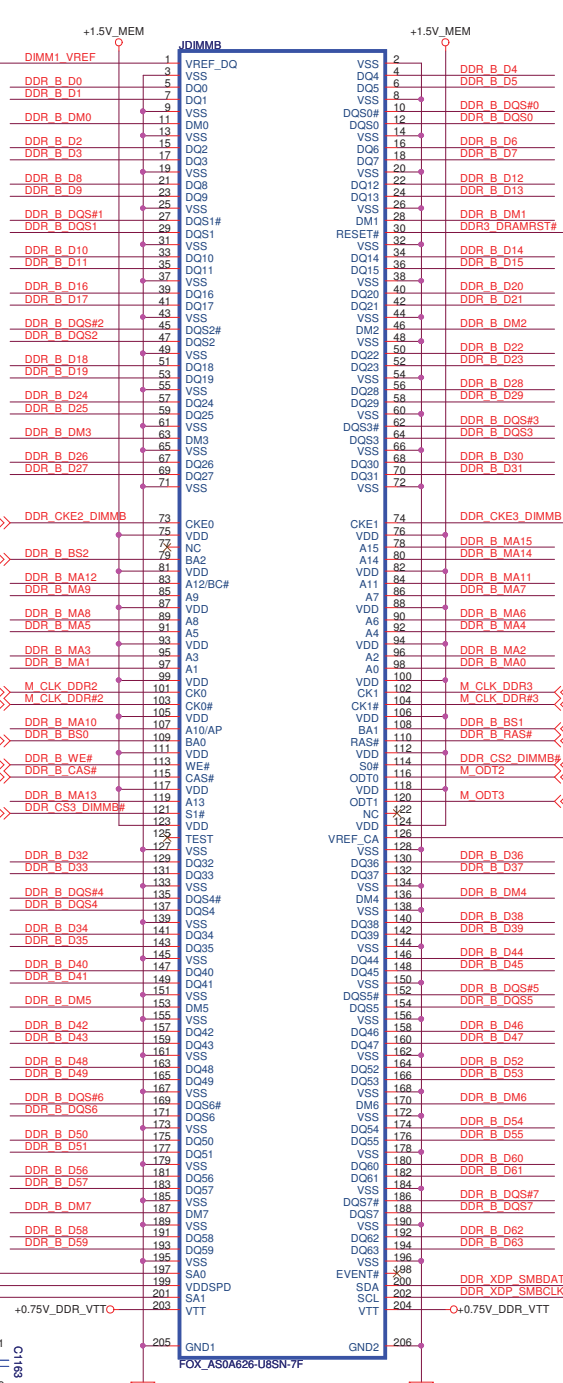 +1.5V_MEM +1.5V_MEM
JDIMMB
DIMM1_VREF 1 VREF_DQ VSS 2
3 VSS DQ4 4 DDR_B_D4
DDR_B_D0 5 DQ0 DQ5 6 DDR_B_D5
DDR_B_D1 7 DQ1 VSS 8
9 VSS DQS0# 10 DDR_B_DQS#0
DDR_B_DM0 11 DM0 DQS0 12 DDR_B_DQS0
13 VSS VSS 14
DDR_B_D2 15 DQ2 DQ6 16 DDR_B_D6
DDR_B_D3 17 DQ3 DQ7 18 DDR_B_D7
19 VSS VSS 20
DDR_B_D8 21 DQ8 DQ12 22 DDR_B_D12
DDR_B_D9 23 DQ9 DQ13 24 DDR_B_D13
25 VSS VSS 26
DDR_B_DQS#1 27 DQS1# DM1 28 DDR_B_DM1
DDR_B_DQS1 29 DQS1 RESET# 30 DDR3_DRAMRST#
31 VSS VSS 32
DDR_B_D10 33 DQ10 DQ14 34 DDR_B_D14
DDR_B_D11 35 DQ11 DQ15 36 DDR_B_D15
37 VSS VSS 38
DDR_B_D16 39 DQ16 DQ20 40 DDR_B_D20
DDR_B_D17 41 DQ17 DQ21 42 DDR_B_D21
43 VSS VSS 44
DDR_B_DQS#2 45 DQS2# DM2 46 DDR_B_DM2
DDR_B_DQS2 47 DQS2 VSS 48
49 VSS DQ22 50 DDR_B_D22
DDR_B_D18 51 DQ18 DQ23 52 DDR_B_D23
DDR_B_D19 53 DQ19 VSS 54
55 VSS DQ28 56 DDR_B_D28
DDR_B_D24 57 DQ24 DQ29 58 DDR_B_D29
DDR_B_D25 59 DQ25 VSS 60
61 VSS DQS3# 62 DDR_B_DQS#3
DDR_B_DM3 63 DM3 DQS3 64 DDR_B_DQS3
65 VSS VSS 66
DDR_B_D26 67 DQ26 DQ30 68 DDR_B_D30
DDR_B_D27 69 DQ27 DQ31 70 DDR_B_D31
71 VSS VSS 72
DDR_CKE2_DIMMB 73 CKE0 CKE1 74 DDR_CKE3_DIMMB
75 VDD VDD 76
77 NC A15 78 DDR_B_MA15
DDR_B_BS2 79 BA2 A14 80 DDR_B_MA14
81 VDD VDD 82
DDR_B_MA12 83 A12/BC# A11 84 DDR_B_MA11
DDR_B_MA9 85 A9 A7 86 DDR_B_MA7
87 VDD VDD 88
DDR_B_MA8 89 A8 A6 90 DDR_B_MA6
DDR_B_MA5 91 A5 A4 92 DDR_B_MA4
93 VDD VDD 94
DDR_B_MA3 95 A3 A2 96 DDR_B_MA2
DDR_B_MA1 97 A1 A0 98 DDR_B_MA0
99 VDD VDD 100
M_CLK_DDR2 101 CK0 CK1 102 M_CLK_DDR3
M_CLK_DDR#2 103 CK0# CK1# 104 M_CLK_DDR#3
105 VDD VDD 106
DDR_B_MA10 107 A10/AP BA1 108 DDR_B_BS1
DDR_B_BS0 109 BA0 RAS# 110 DDR_B_RAS#
111 VDD VDD 112
DDR_B_WE# 113 WE# S0# 114 DDR_CS2_DIMMB#
DDR_B_CAS# 115 CAS# ODT0 116 M_ODT2
117 VDD VDD 118
DDR_B_MA13 119 A13 ODT1 120 M_ODT3
DDR_CS3_DIMMB# 121 S1# NC 122
123 VDD VDD 124
125 TEST VREF_CA 126
127 VSS VSS 128
DDR_B_D32 129 DQ32 DQ36 130 DDR_B_D36
DDR_B_D33 131 DQ33 DQ37 132 DDR_B_D37
133 VSS VSS 134
DDR_B_DQS#4 135 DQS4# DM4 136 DDR_B_DM4
DDR_B_DQS4 137 DQS4 VSS 138
139 VSS DQ38 140 DDR_B_D38
DDR_B_D34 141 DQ34 DQ39 142 DDR_B_D39
DDR_B_D35 143 DQ35 VSS 144
145 VSS DQ44 146 DDR_B_D44
DDR_B_D40 147 DQ40 DQ45 148 DDR_B_D45
DDR_B_D41 149 DQ41 VSS 150
151 VSS DQS5# 152 DDR_B_DQS#5
DDR_B_DM5 153 DM5 DQS5 154 DDR_B_DQS5
155 VSS VSS 156
DDR_B_D42 157 DQ42 DQ46 158 DDR_B_D46
DDR_B_D43 159 DQ43 DQ47 160 DDR_B_D47
161 VSS VSS 162
DDR_B_D48 163 DQ48 DQ52 164 DDR_B_D52
DDR_B_D49 165 DQ49 DQ53 166 DDR_B_D53
167 VSS VSS 168
DDR_B_DQS#6 169 DQS6# DM6 170 DDR_B_DM6
DDR_B_DQS6 171 DQS6 VSS 172
173 VSS DQ54 174 DDR_B_D54
DDR_B_D50 175 DQ50 DQ55 176 DDR_B_D55
DDR_B_D51 177 DQ51 VSS 178
179 VSS DQ60 180 DDR_B_D60
DDR_B_D56 181 DQ56 DQ61 182 DDR_B_D61
DDR_B_D57 183 DQ57 VSS 184
185 VSS DQS7# 186 DDR_B_DQS#7
DDR_B_DM7 187 DM7 DQS7 188 DDR_B_DQS7
189 VSS VSS 190
DDR_B_D58 191 DQ58 DQ62 192 DDR_B_D62
DDR_B_D59 193 DQ59 DQ63 194 DDR_B_D63
195 VSS VSS 196
197 SA0 EVENT# 198
199 VDDSPD SDA 200 DDR_XDP_SMBDAT
201 SA1 SCL 202 DDR_XDP_SMBCLK
+0.75V_DDR_VTT 203 VTT VTT 204 +0.75V_DDR_VTT
205 GND1 GND2 206
FOX_AS0A626-U8SN-7F
C1163